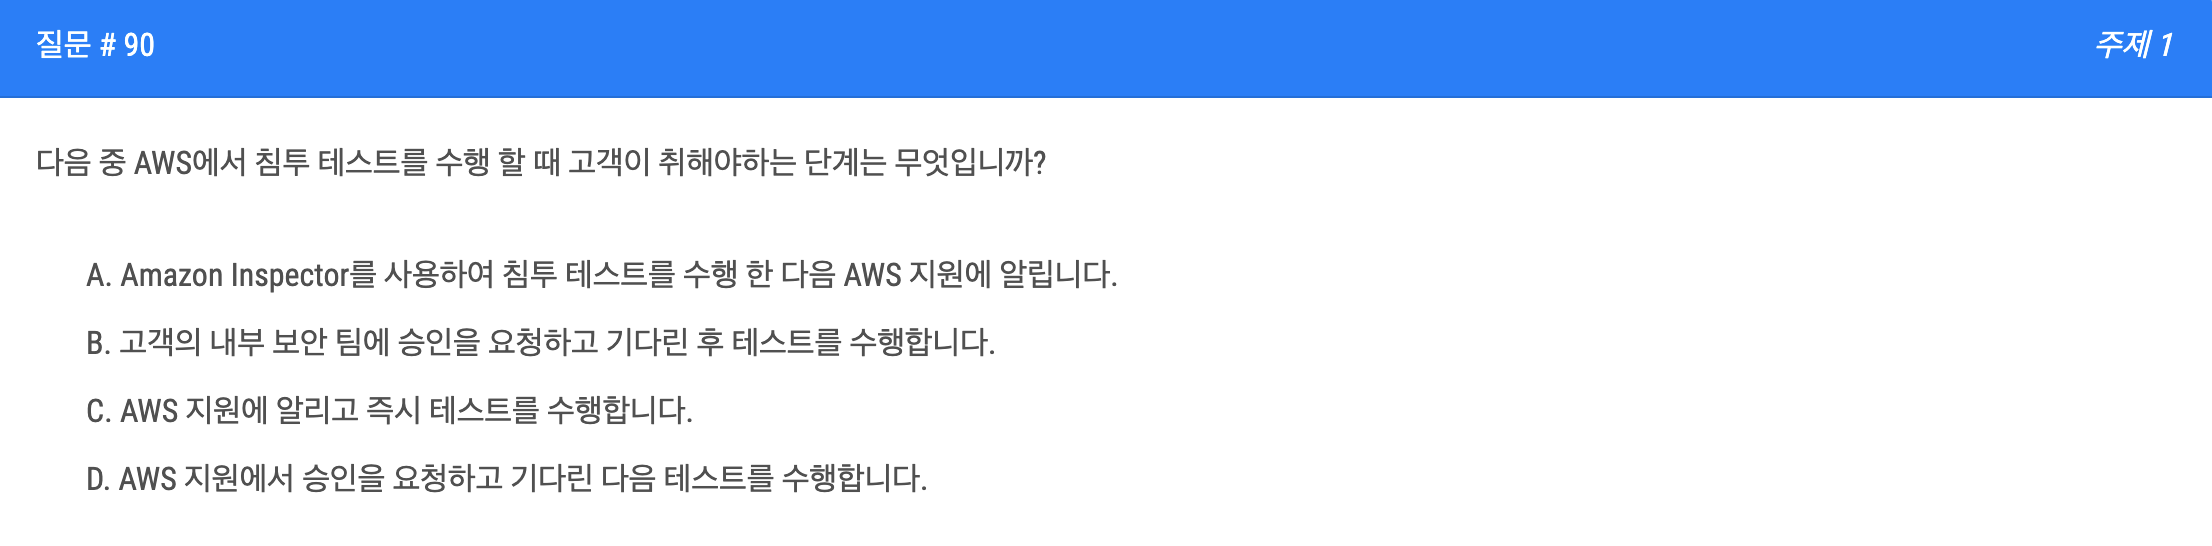 질문 # 90
주제 1
다음 중 AWS에서 침투 테스트를 수행 할 때 고객이 취해야하는 단계는 무엇입니까?
A. Amazon Inspector를 사용하여 침투 테스트를 수행 한 다음 AWS 지원에 알립니다.
B. 고객의 내부 보안 팀에 승인을 요청하고 기다린 후 테스트를 수행합니다.
C. AWS 지원에 알리고 즉시 테스트를 수행합니다.
D. AWS 지원에서 승인을 요청하고 기다린 다음 테스트를 수행합니다.